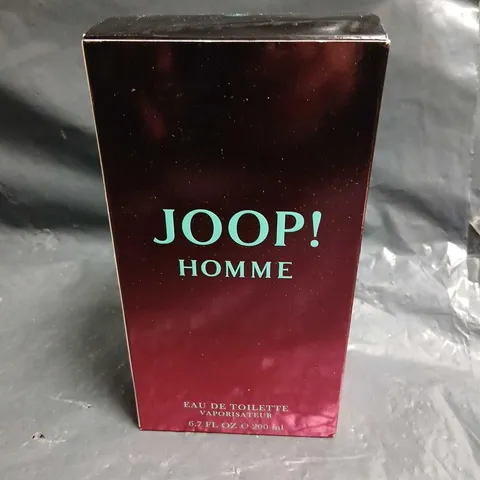 JOOP!
HOMME
EAU DE TOILETTE
VAPORISATEUR
6.7 FL OZ ℮ 200 ml